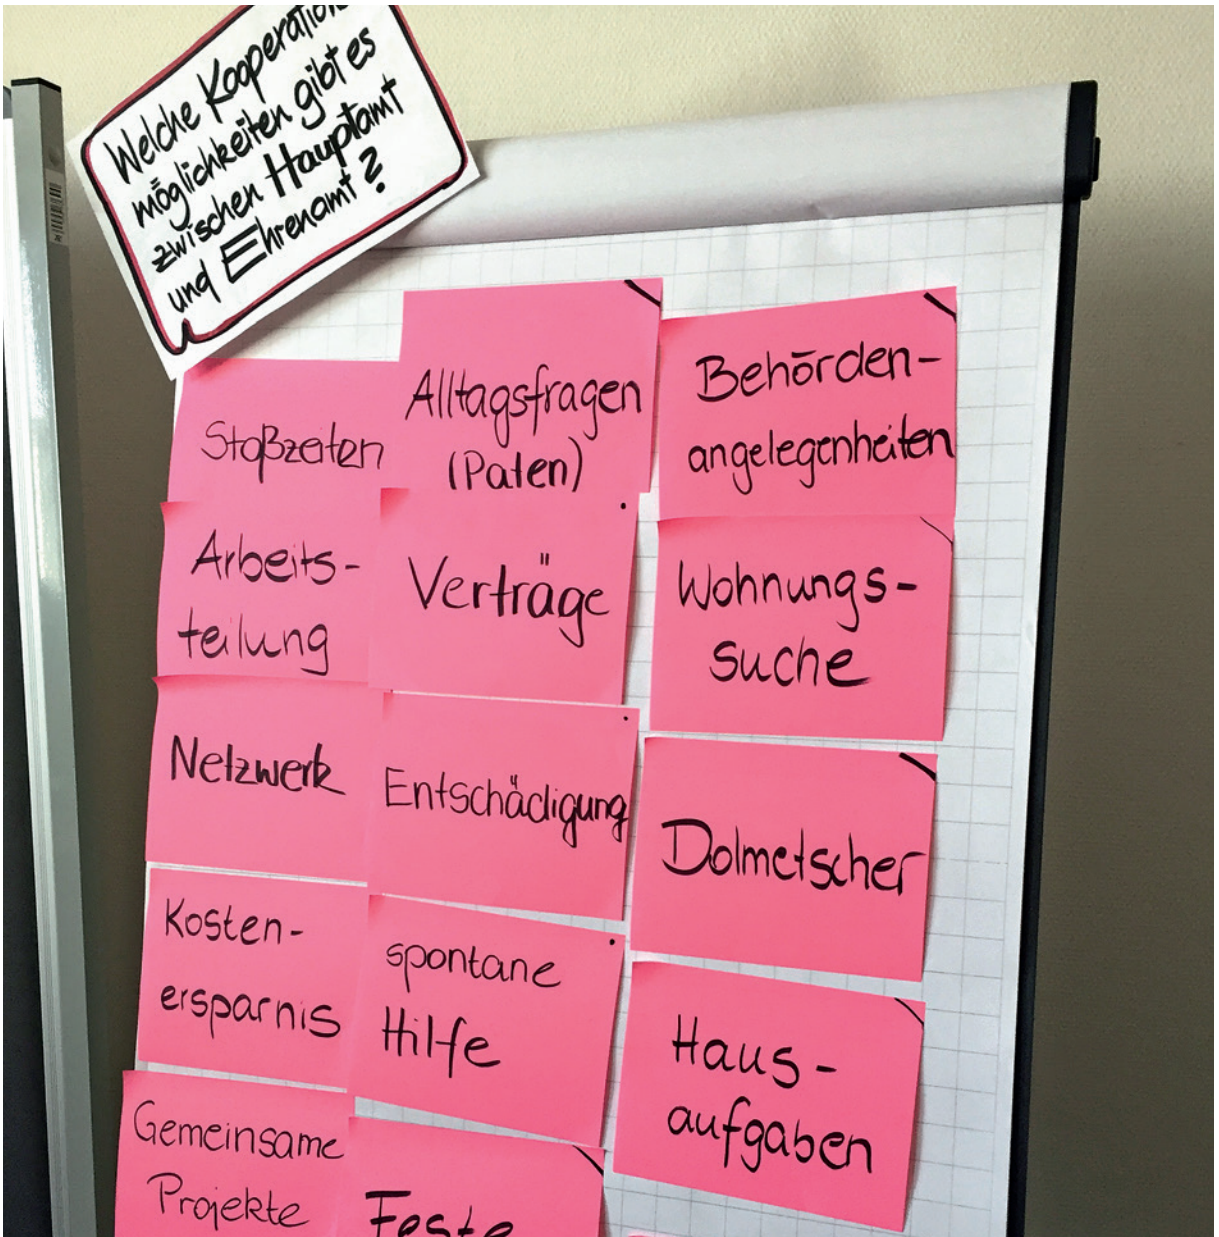 Welche Kooperations
möglichkeiten gibt es
zwischen Hauptamt
und Ehrenamt?
Stoßzeiten
Arbeits-
teilung
Netzwerk
Kosten-
ersparnis
Gemeinsame
Projekte
Alltagsfragen
(Paten)
Verträge
Entschädigung
spontane
Hilfe
Feste
Behörden-
angelegenheiten
Wohnungs-
suche
Dolmetscher
Haus-
aufgaben